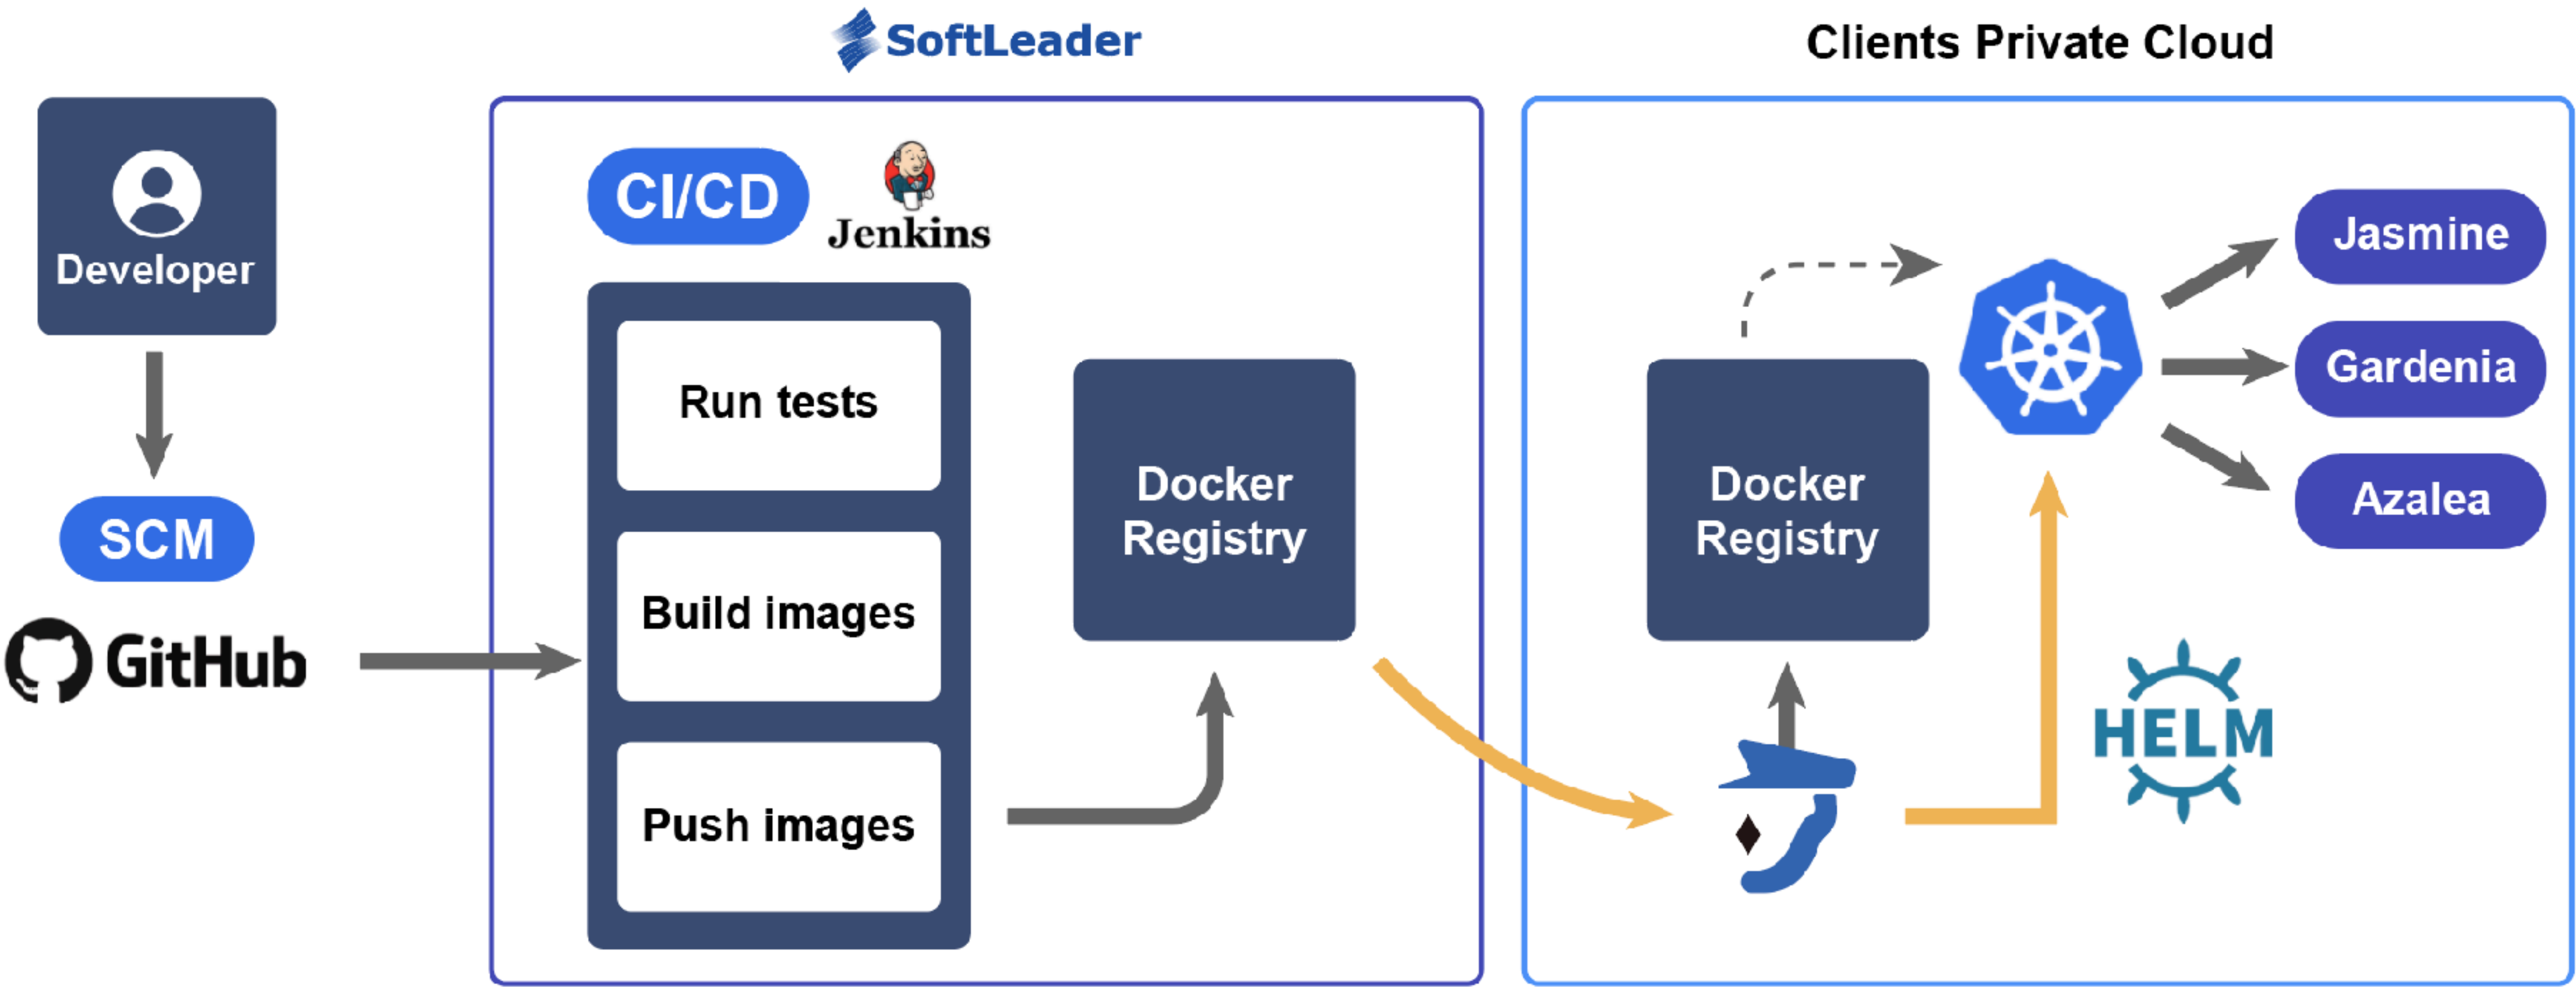 SoftLeader
Clients Private Cloud
Developer
SCM
GitHub
CI/CD
Jenkins
Run tests
Build images
Push images
Docker
Registry
Docker
Registry
HELM
Jasmine
Gardenia
Azalea